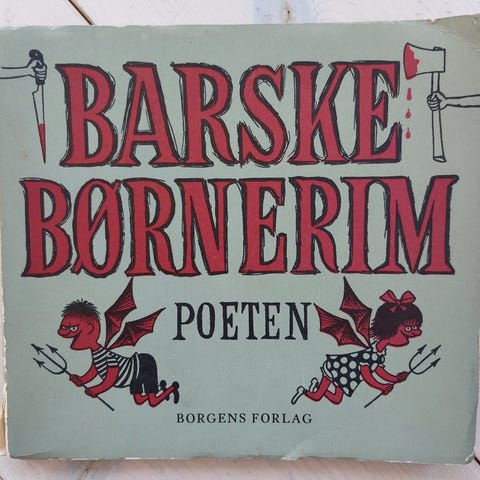 BARSKE
BØRNERIM
POETEN
BORGENS FORLAG